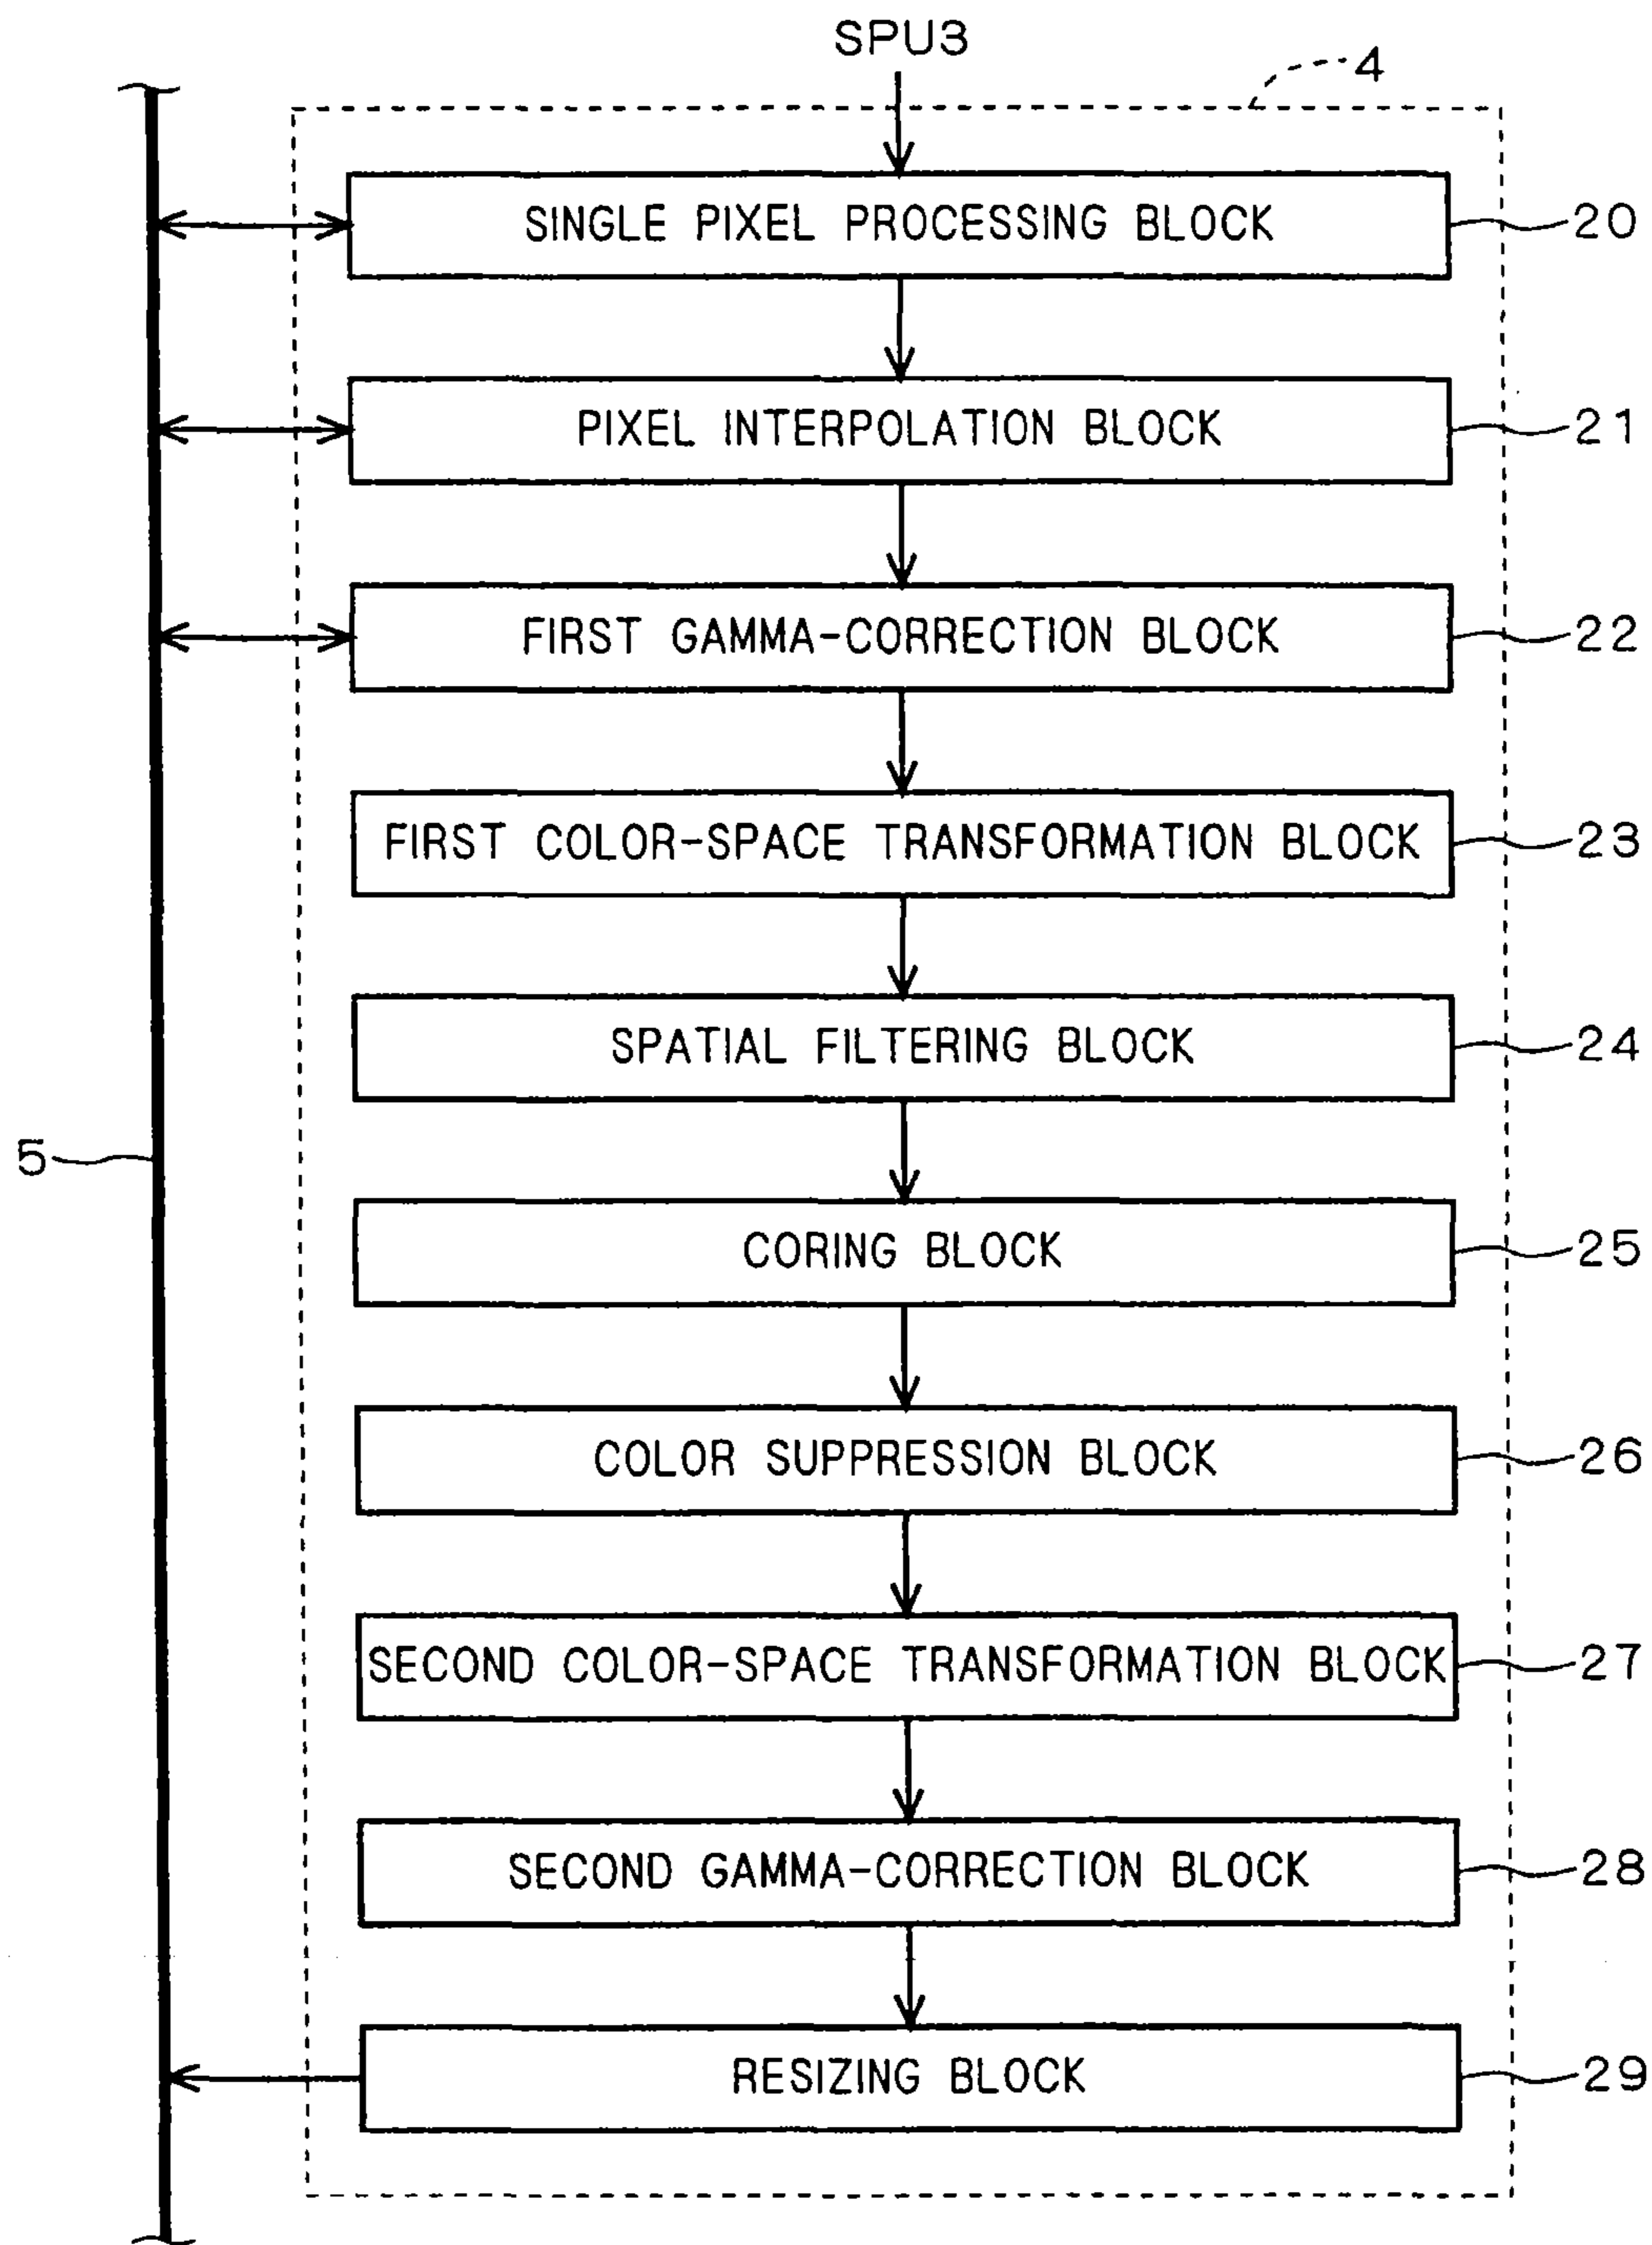 SPU3
4
SINGLE PIXEL PROCESSING BLOCK
20
PIXEL INTERPOLATION BLOCK
21
FIRST GAMMA-CORRECTION BLOCK
22
FIRST COLOR-SPACE TRANSFORMATION BLOCK
23
SPATIAL FILTERING BLOCK
24
5
CORING BLOCK
25
COLOR SUPPRESSION BLOCK
26
SECOND COLOR-SPACE TRANSFORMATION BLOCK
27
SECOND GAMMA-CORRECTION BLOCK
28
RESIZING BLOCK
29